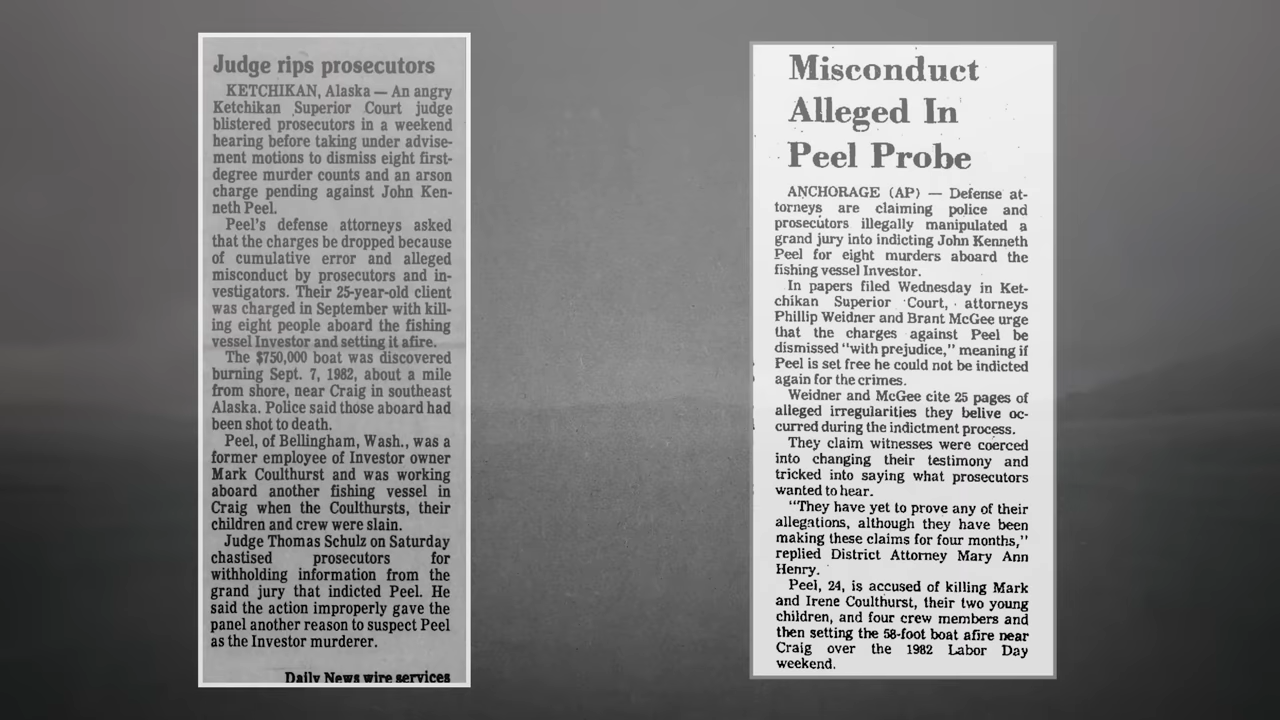 Judge rips prosecutors
KETCHIKAN, Alaska — An angry
Ketchikan Superior Court judge
blistered prosecutors in a weekend
hearing before taking under advise-
ment motions to dismiss eight first-
degree murder counts and an arson
charge pending against John Ken-
neth Peel.
Peel's defense attorneys asked
that the charges be dropped because
of cumulative error and alleged
misconduct by prosecutors and in-
vestigators. Their 25-year-old client
was charged in September with kill-
ing eight people aboard the fishing
vessel Investor and setting it afire.
The $750,000 boat was discovered
burning Sept. 7, 1982, about a mile
from shore, near Craig in southeast
Alaska. Police said those aboard had
been shot to death.
Peel, of Bellingham, Wash., was a
former employee of Investor owner
Mark Coulthurst and was working
aboard another fishing vessel in
Craig when the Coulthursts, their
children and crew were slain.
Judge Thomas Schulz on Saturday
chastised prosecutors for
withholding information from the
grand jury that indicted Peel. He
said the action improperly gave the
panel another reason to suspect Peel
as the Investor murderer.
Daily News wire services
Misconduct
Alleged In
Peel Probe
ANCHORAGE (AP) — Defense at-
torneys are claiming police and
prosecutors illegally manipulated a
grand jury into indicting John Kenneth
Peel for eight murders aboard the
fishing vessel Investor.
In papers filed Wednesday in Ket-
chikan Superior Court, attorneys
Phillip Weidner and Brant McGee urge
that the charges against Peel be
dismissed "with prejudice," meaning if
Peel is set free he could not be indicted
again for the crimes.
Weidner and McGee cite 25 pages of
alleged irregularities they belive oc-
curred during the indictment process.
They claim witnesses were coerced
into changing their testimony and
tricked into saying what prosecutors
wanted to hear.
"They have yet to prove any of their
allegations, although they have been
making these claims for four months,"
replied District Attorney Mary Ann
Henry.
Peel, 24, is accused of killing Mark
and Irene Coulthurst, their two young
children, and four crew members and
then setting the 58-foot boat afire near
Craig over the 1982 Labor Day
weekend.